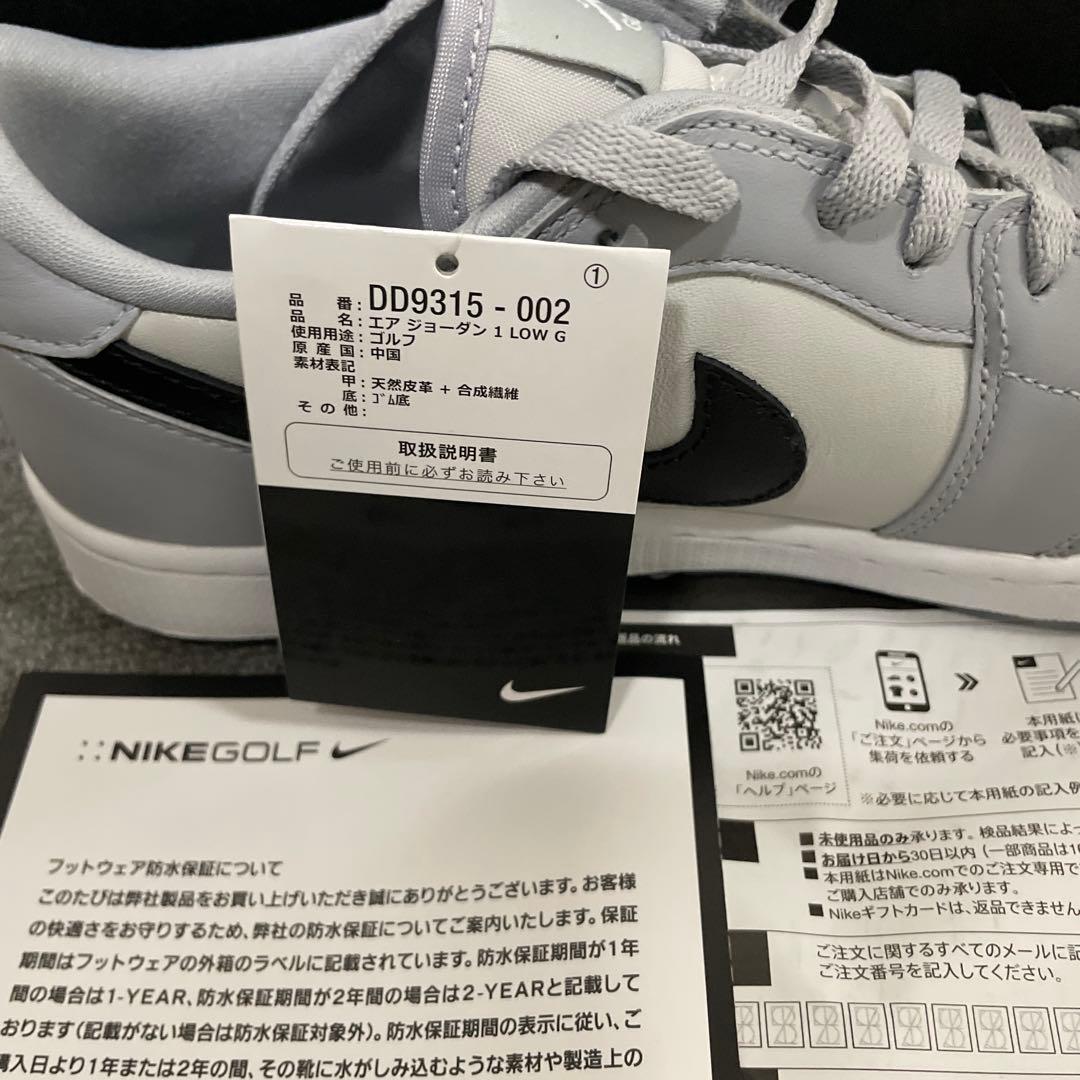 ①
品 番：DD9315 - 002
品 名：エア ジョーダン 1 LOW G
使用用途：ゴルフ
原 産 国：中国
素材表記
甲：天然皮革 + 合成繊維
底：ｺﾞﾑ底
そ の 他：
取扱説明書
ご使用前に必ずお読み下さい
NIKEGOLF
フットウェア防水保証について
このたびは弊社製品をお買い上げいただき誠にありがとうございます。お客様
の快適さをお守りするため、弊社の防水保証についてご案内いたします。保証
期間はフットウェアの外箱のラベルに記載されています。防水保証期間が1年
間の場合は1-YEAR、防水保証期間が2年間の場合は2-YEARと記載して
おります（記載がない場合は防水保証対象外）。防水保証期間の表示に従い、ご
購入日より1年または2年の間、その靴に水がしみ込むような素材や製造上の
返品の流れ
Nike.comの
「ヘルプ」ページ
Nike.comの
「ご注文」ページから
集荷を依頼する
本用紙に
必要事項を
記入（※
※必要に応じて本用紙の記入例
■ 未使用品のみ承ります。検品結果によっ
■ お届け日から30日以内（一部商品は
■ 本用紙はNike.comでのご注文専用で
ご購入店舗でのみ承ります。
■ Nikeギフトカードは、返品できません
ご注文に関するすべてのメールに記
ご注文番号を記入してください。